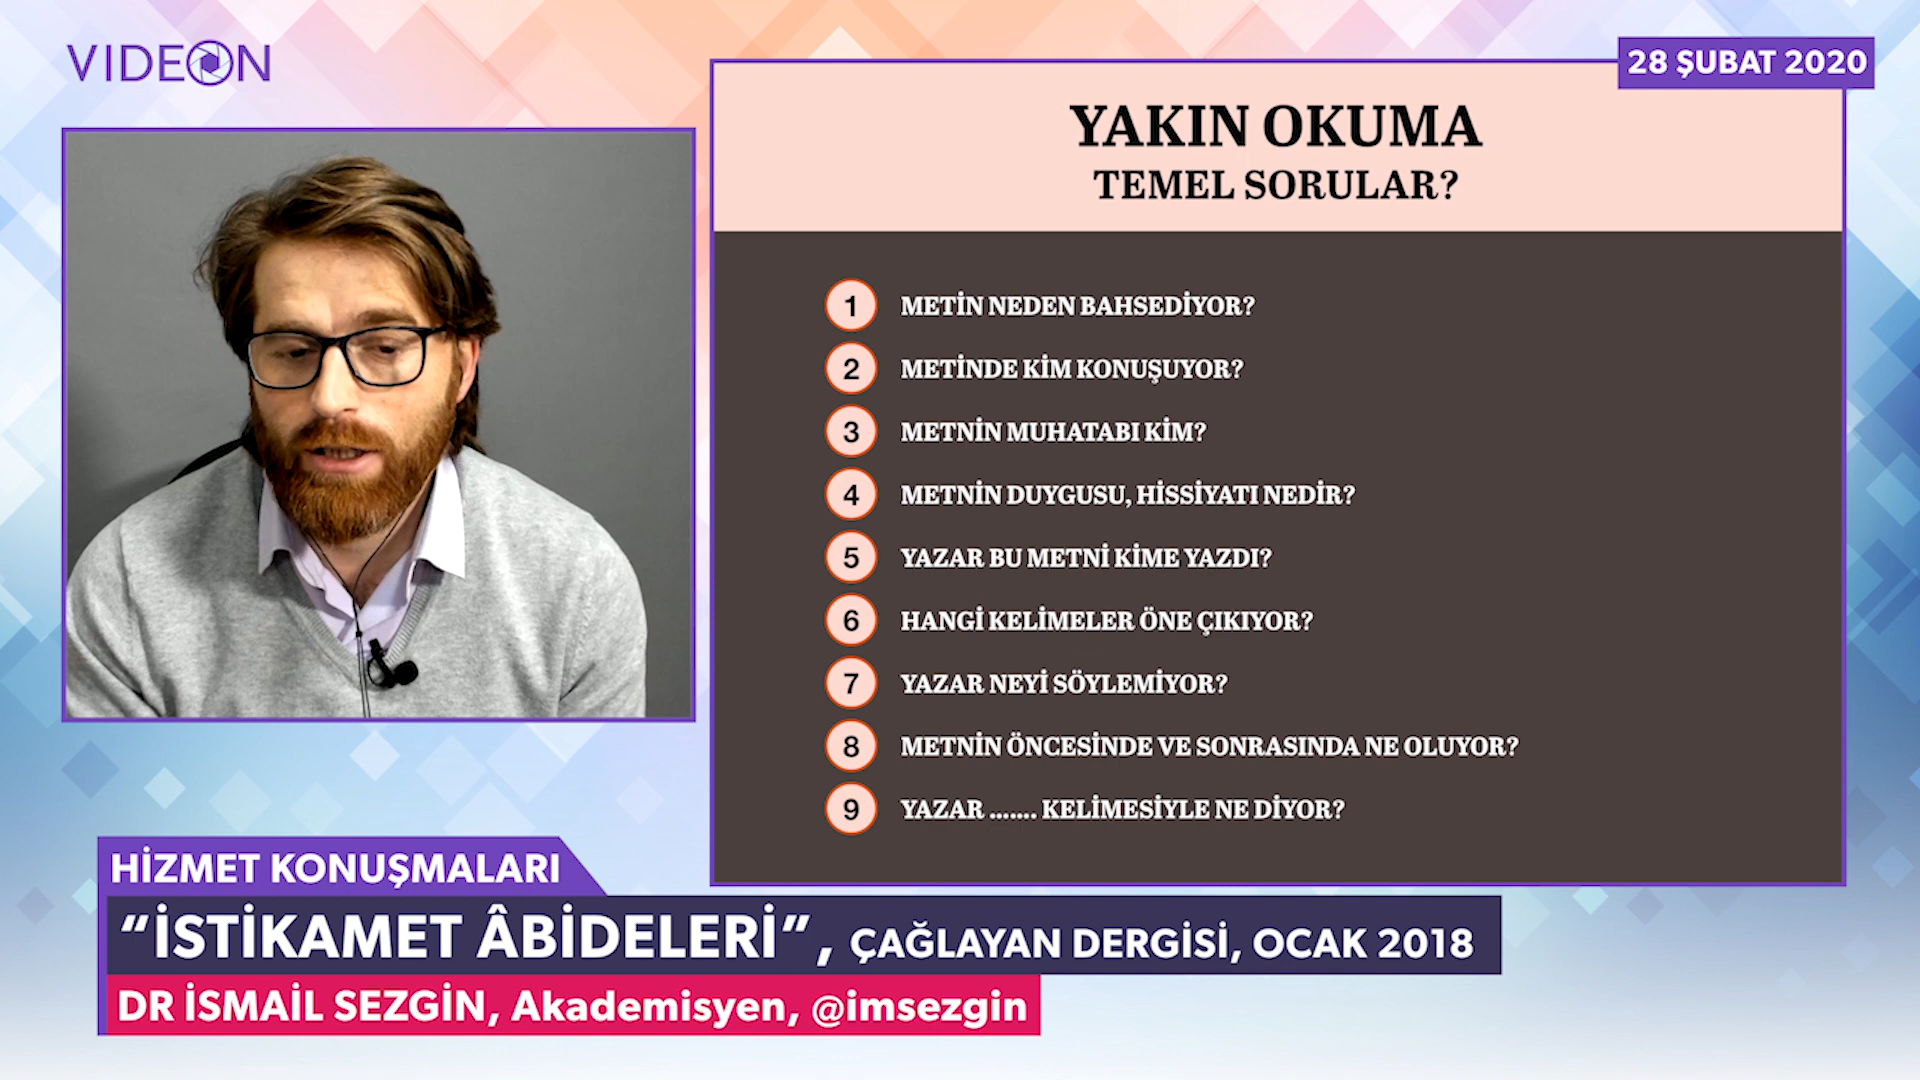 VIDEON
28 ŞUBAT 2020
YAKIN OKUMA
TEMEL SORULAR?
1 METİN NEDEN BAHSEDİYOR?
2 METİNDE KİM KONUŞUYOR?
3 METNİN MUHATABI KİM?
4 METNİN DUYGUSU, HİSSİYATI NEDİR?
5 YAZAR BU METNİ KİME YAZDI?
6 HANGİ KELİMELER ÖNE ÇIKIYOR?
7 YAZAR NEYİ SÖYLEMİYOR?
8 METNİN ÖNCESİNDE VE SONRASINDA NE OLUYOR?
9 YAZAR ....... KELİMESİYLE NE DİYOR?
HİZMET KONUŞMALARI
“İSTİKAMET ÂBİDELERİ”, ÇAĞLAYAN DERGİSİ, OCAK 2018
DR İSMAİL SEZGİN, Akademisyen, @imsezgin